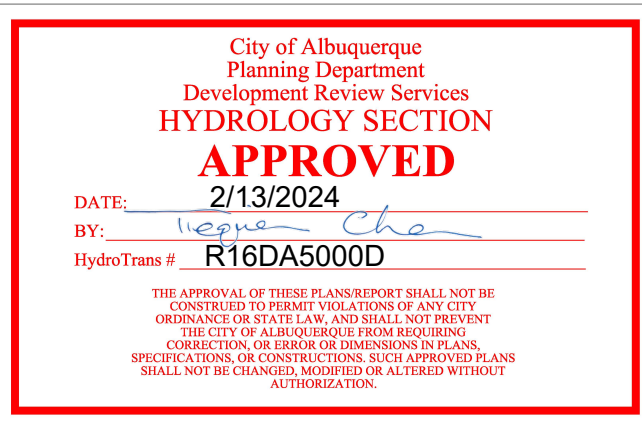 City of Albuquerque
Planning Department
Development Review Services
HYDROLOGY SECTION
APPROVED
DATE: 2/13/2024
BY:
HydroTrans # R16DA5000D
THE APPROVAL OF THESE PLANS/REPORT SHALL NOT BE
CONSTRUED TO PERMIT VIOLATIONS OF ANY CITY
ORDINANCE OR STATE LAW, AND SHALL NOT PREVENT
THE CITY OF ALBUQUERQUE FROM REQUIRING
CORRECTION, OR ERROR OR DIMENSIONS IN PLANS,
SPECIFICATIONS, OR CONSTRUCTIONS. SUCH APPROVED PLANS
SHALL NOT BE CHANGED, MODIFIED OR ALTERED WITHOUT
AUTHORIZATION.